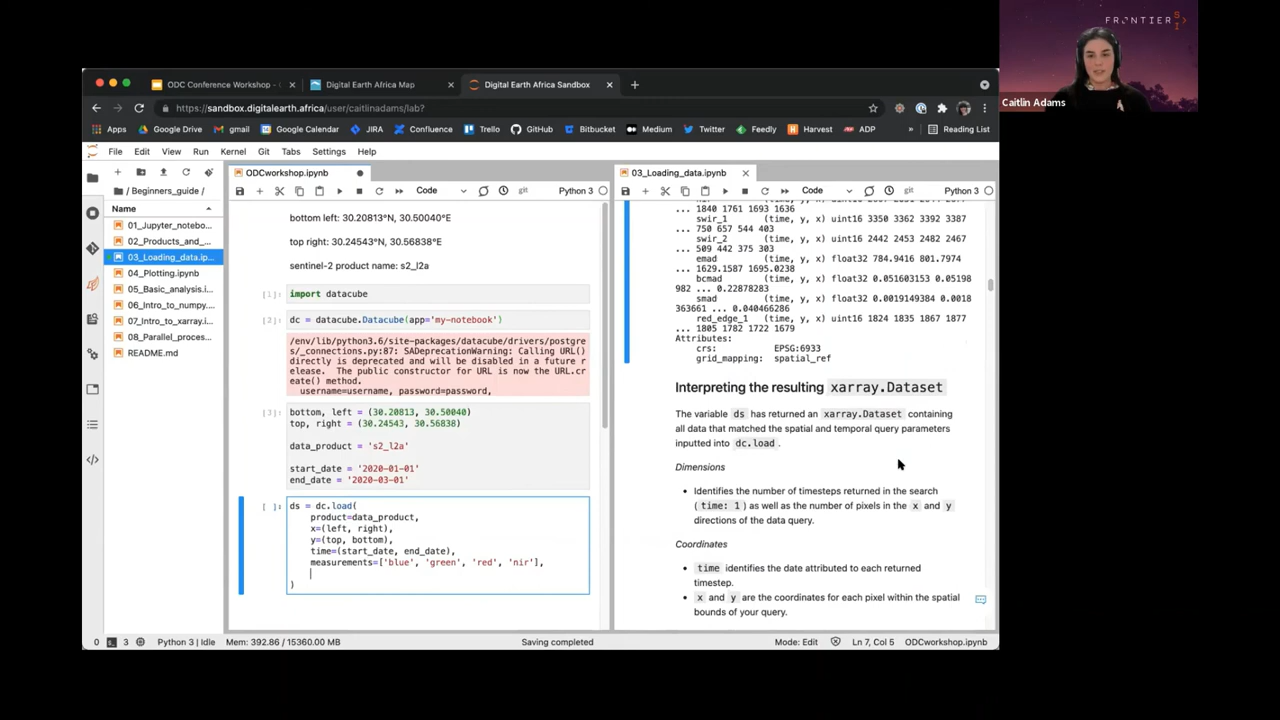 FRONTIER SI
Caitlin Adams
ODC Conference Workshop - 
Digital Earth Africa Map
Digital Earth Africa Sandbox
https://sandbox.digitalearth.africa/user/caitlinadams/lab?
Apps
Google Drive
gmail
Google Calendar
JIRA
Confluence
Trello
GitHub
Bitbucket
Medium
Twitter
Feedly
Harvest
ADP
»
Reading List
File Edit View Run Kernel Git Tabs Settings Help
/ Beginners_guide /
Name
01_Jupyter_notebo...
02_Products_and_...
03_Loading_data.ip...
04_Plotting.ipynb
05_Basic_analysis.i...
06_Intro_to_numpy....
07_Intro_to_xarray.i...
08_Parallel_proces...
README.md
ODCworkshop.ipynb
Code
git
Python 3
bottom left: 30.20813°N, 30.50040°E
top right: 30.24543°N, 30.56838°E
sentinel-2 product name: s2_l2a
[1]: import datacube
[2]: dc = datacube.Datacube(app='my-notebook')
/env/lib/python3.6/site-packages/datacube/drivers/postgr
es/_connections.py:87: SADeprecationWarning: Calling URL()
directly is deprecated and will be disabled in a future r
elease. The public constructor for URL is now the URL.cr
eate() method.
username=username, password=password,
[3]: bottom, left = (30.20813, 30.50040)
top, right = (30.24543, 30.56838)
data_product = 's2_l2a'
start_date = '2020-01-01'
end_date = '2020-03-01'
[ ]: ds = dc.load(
product=data_product,
x=(left, right),
y=(top, bottom),
time=(start_date, end_date),
measurements=['blue', 'green', 'red', 'nir'],
)
03_Loading_data.ipynb
Code
git
Python 3
... 1840 1761 1693 1636
swir_1 (time, y, x) uint16 3350 3362 3392 3387
... 750 657 544 403
swir_2 (time, y, x) uint16 2442 2453 2482 2467
... 509 442 375 303
emad (time, y, x) float32 784.9416 801.7974
... 1629.1587 1695.0238
bcmad (time, y, x) float32 0.051603153 0.05198
982 ... 0.22878283
smad (time, y, x) float32 0.0019149384 0.0018
363661 ... 0.040466286
red_edge_1 (time, y, x) uint16 1824 1835 1867 1877
... 1805 1782 1722 1679
Attributes:
crs: EPSG:6933
grid_mapping: spatial_ref
Interpreting the resulting xarray.Dataset
The variable ds has returned an xarray.Dataset containing
all data that matched the spatial and temporal query parameters
inputted into dc.load .
Dimensions
Identifies the number of timesteps returned in the search
( time: 1 ) as well as the number of pixels in the x and y
directions of the data query.
Coordinates
time identifies the date attributed to each returned
timestep.
x and y are the coordinates for each pixel within the spatial
bounds of your query.
0
3
Python 3 | Idle
Mem: 392.86 / 15360.00 MB
Saving completed
Mode: Edit
Ln 7, Col 5
ODCworkshop.ipynb